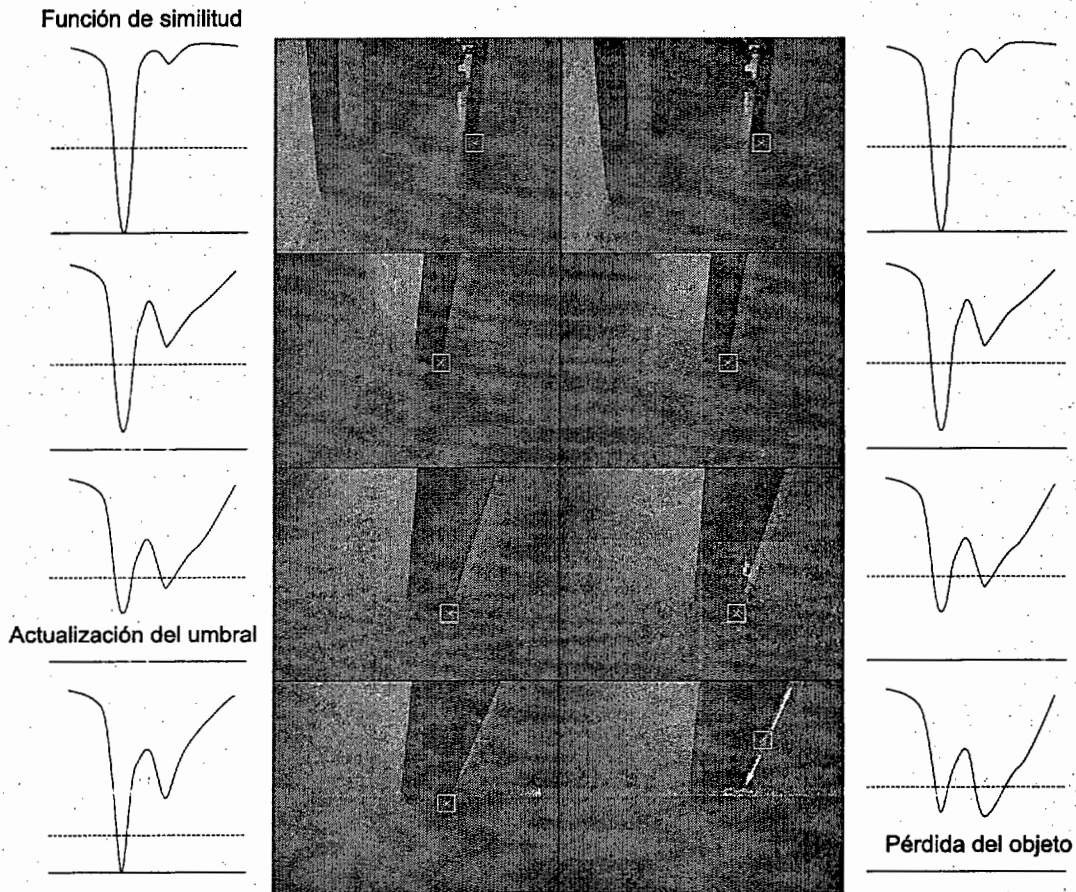 Función de similitud
Actualización del umbral
Pérdida del objeto